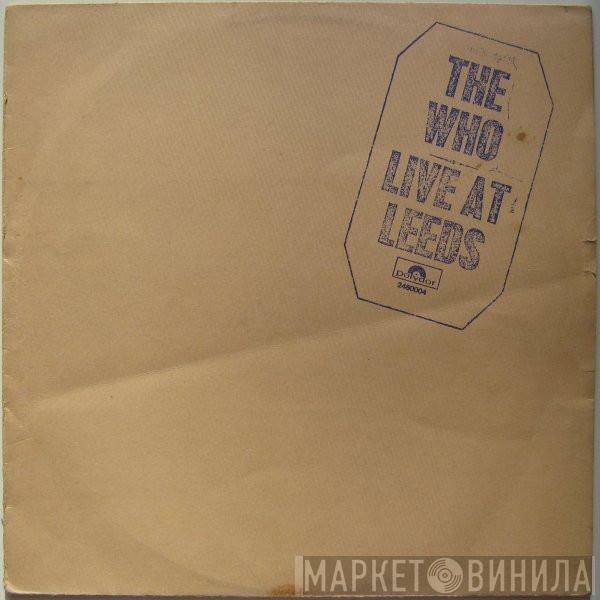 THE
WHO
LIVE AT
LEEDS
polydor
2480004
МАРКЕТ ВИНИЛА